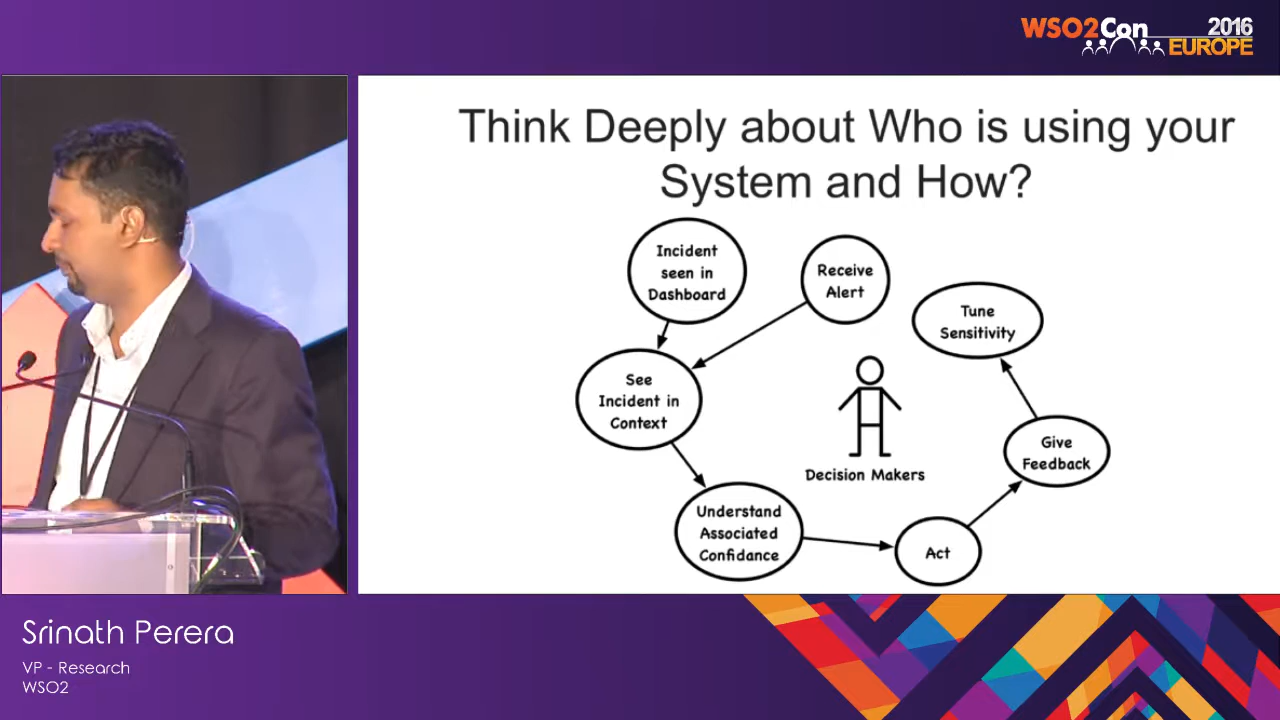 WSO2Con 2016
EUROPE
Think Deeply about Who is using your
System and How?
Incident
seen in
Dashboard
Receive
Alert
Tune
Sensitivity
See
Incident in
Context
Give
Feedback
Decision Makers
Understand
Associated
Confidance
Act
Srinath Perera
VP - Research
WSO2